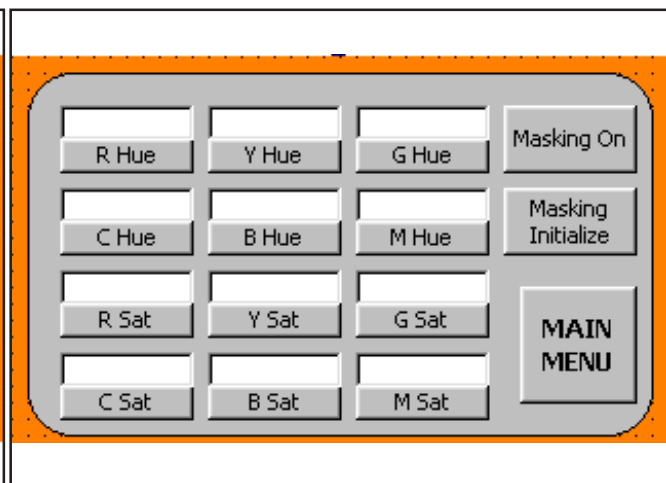 R Hue
Y Hue
G Hue
Masking On
C Hue
B Hue
M Hue
Masking
Initialize
R Sat
Y Sat
G Sat
MAIN
MENU
C Sat
B Sat
M Sat